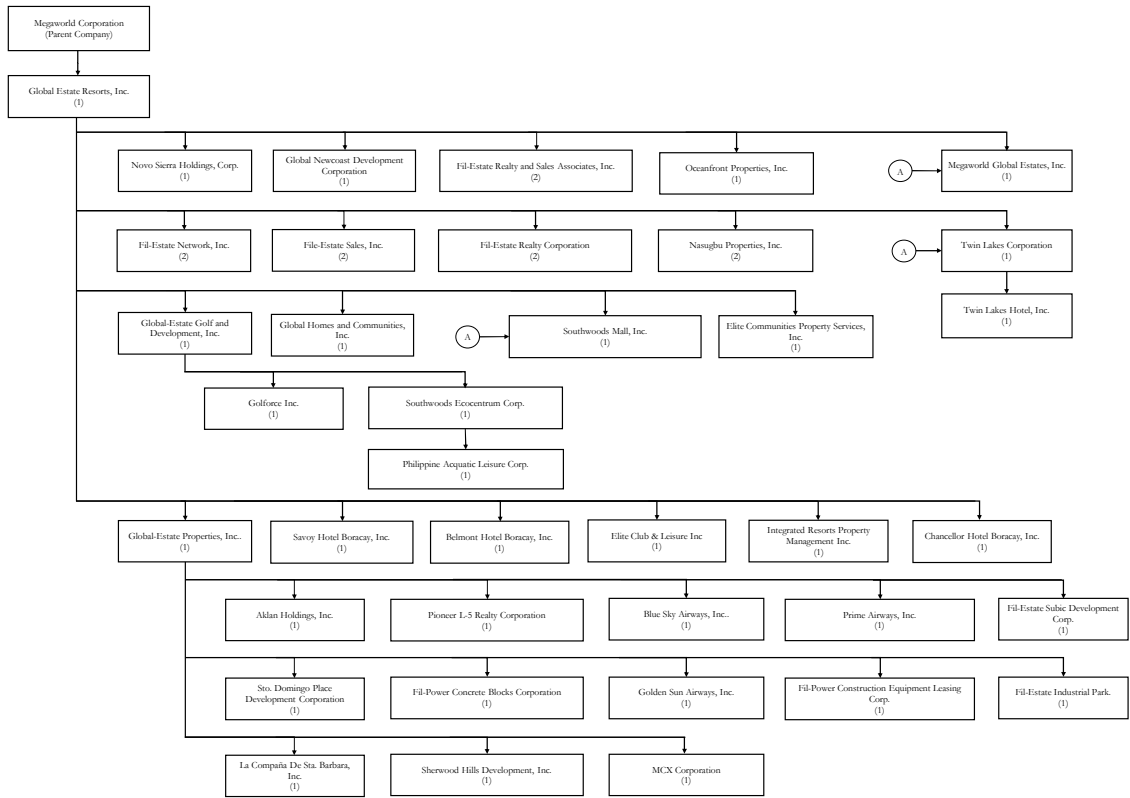 Megaworld Corporation
(Parent Company)
Global Estate Resorts, Inc.
(1)
Novo Sierra Holdings, Corp.
(1)
Global Newcoast Development
Corporation
(1)
Fil-Estate Realty and Sales Associates, Inc.
(2)
Oceanfront Properties, Inc.
(1)
A
Megaworld Global Estates, Inc.
(1)
Fil-Estate Network, Inc.
(2)
File-Estate Sales, Inc.
(2)
Fil-Estate Realty Corporation
(2)
Nasugbu Properties, Inc.
(2)
A
Twin Lakes Corporation
(1)
Twin Lakes Hotel, Inc.
(1)
Global-Estate Golf and
Development, Inc.
(1)
Global Homes and Communities,
Inc.
(1)
A
Southwoods Mall, Inc.
(1)
Elite Communities Property Services,
Inc.
(1)
Golforce Inc.
(1)
Southwoods Ecocentrum Corp.
(1)
Philippine Acquatic Leisure Corp.
(1)
Global-Estate Properties, Inc..
(1)
Savoy Hotel Boracay, Inc.
(1)
Belmont Hotel Boracay, Inc.
(1)
Elite Club & Leisure Inc
(1)
Integrated Resorts Property
Management Inc.
(1)
Chancellor Hotel Boracay, Inc.
(1)
Aklan Holdings, Inc.
(1)
Pioneer L-5 Realty Corporation
(1)
Blue Sky Airways, Inc..
(1)
Prime Airways, Inc.
(1)
Fil-Estate Subic Development
Corp.
(1)
Sto. Domingo Place
Development Corporation
(1)
Fil-Power Concrete Blocks Corporation
(1)
Golden Sun Airways, Inc.
(1)
Fil-Power Construction Equipment Leasing
Corp.
(1)
Fil-Estate Industrial Park.
(1)
La Compaña De Sta. Barbara,
Inc.
(1)
Sherwood Hills Development, Inc.
(1)
MCX Corporation
(1)